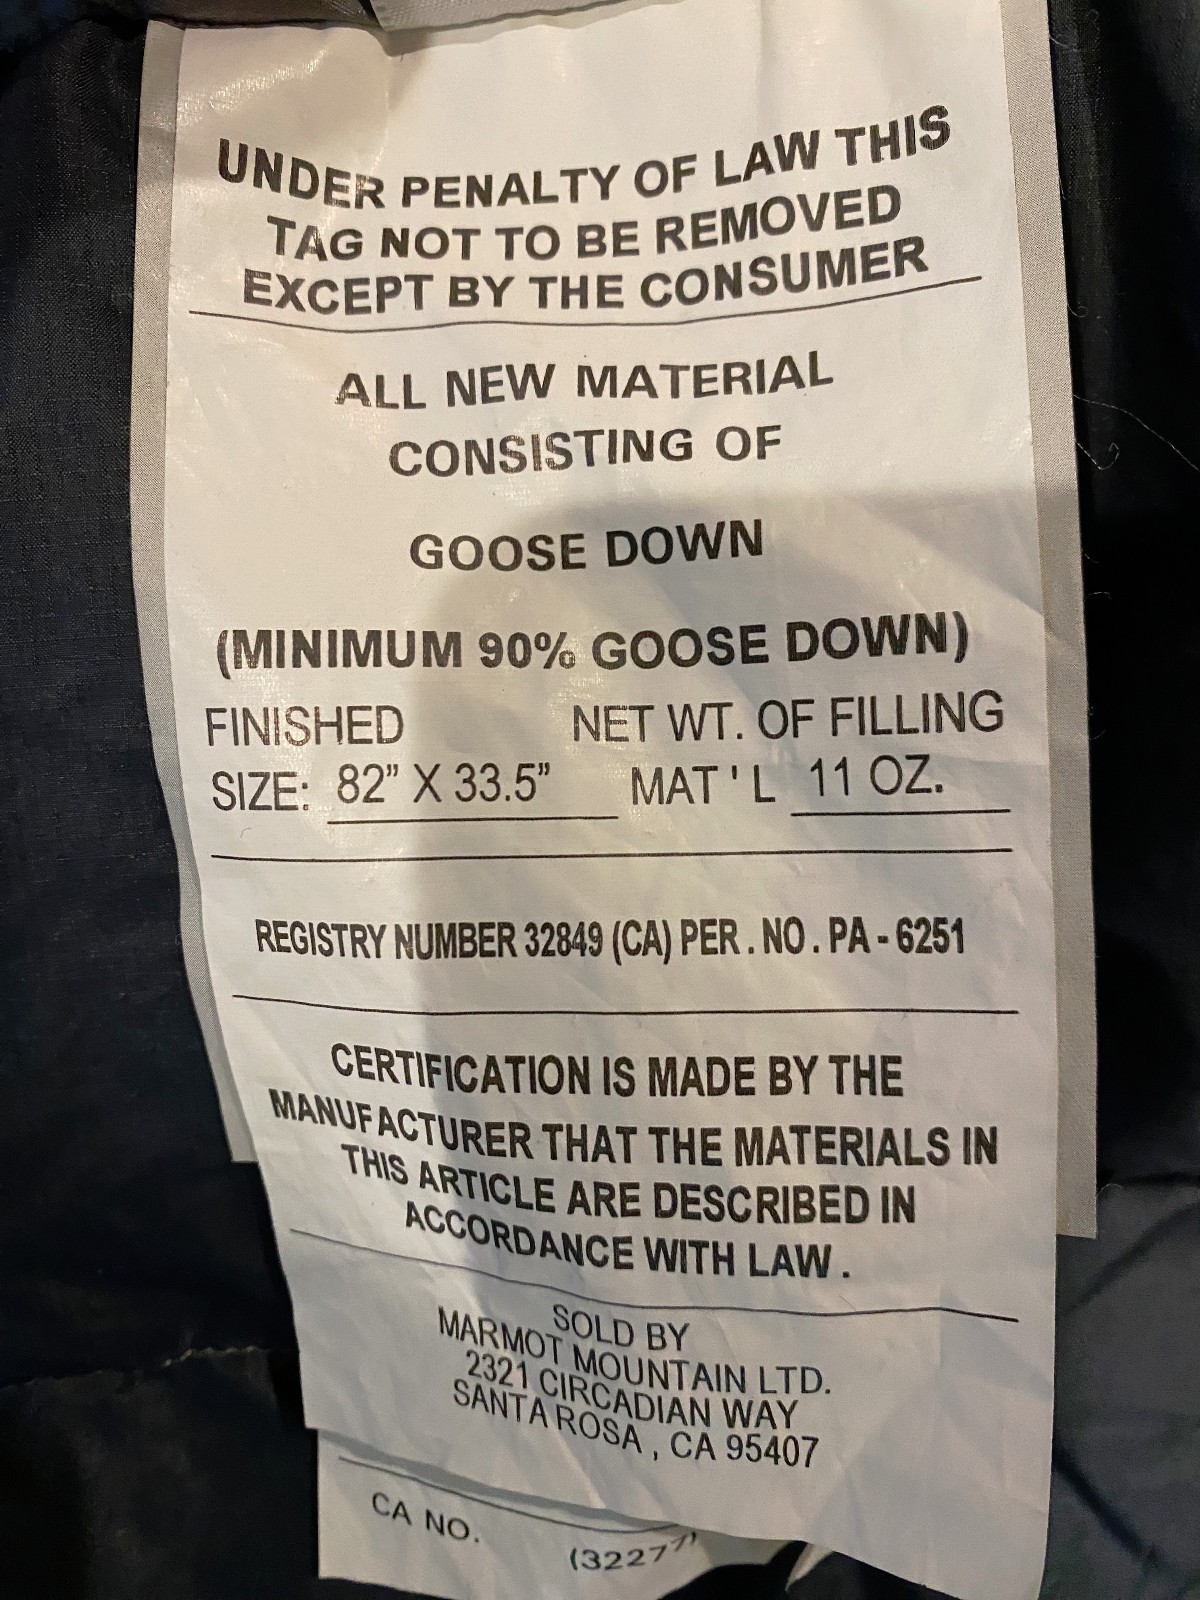 UNDER PENALTY OF LAW THIS
TAG NOT TO BE REMOVED
EXCEPT BY THE CONSUMER
ALL NEW MATERIAL
CONSISTING OF
GOOSE DOWN
(MINIMUM 90% GOOSE DOWN)
FINISHED NET WT. OF FILLING
SIZE: 82” X 33.5” MAT'L 11 OZ.
REGISTRY NUMBER 32849 (CA) PER. NO. PA-6251
CERTIFICATION IS MADE BY THE
MANUFACTURER THAT THE MATERIALS IN
THIS ARTICLE ARE DESCRIBED IN
ACCORDANCE WITH LAW.
SOLD BY
MARMOT MOUNTAIN LTD.
2321 CIRCADIAN WAY
SANTA ROSA, CA 95407
CA NO. (32277)